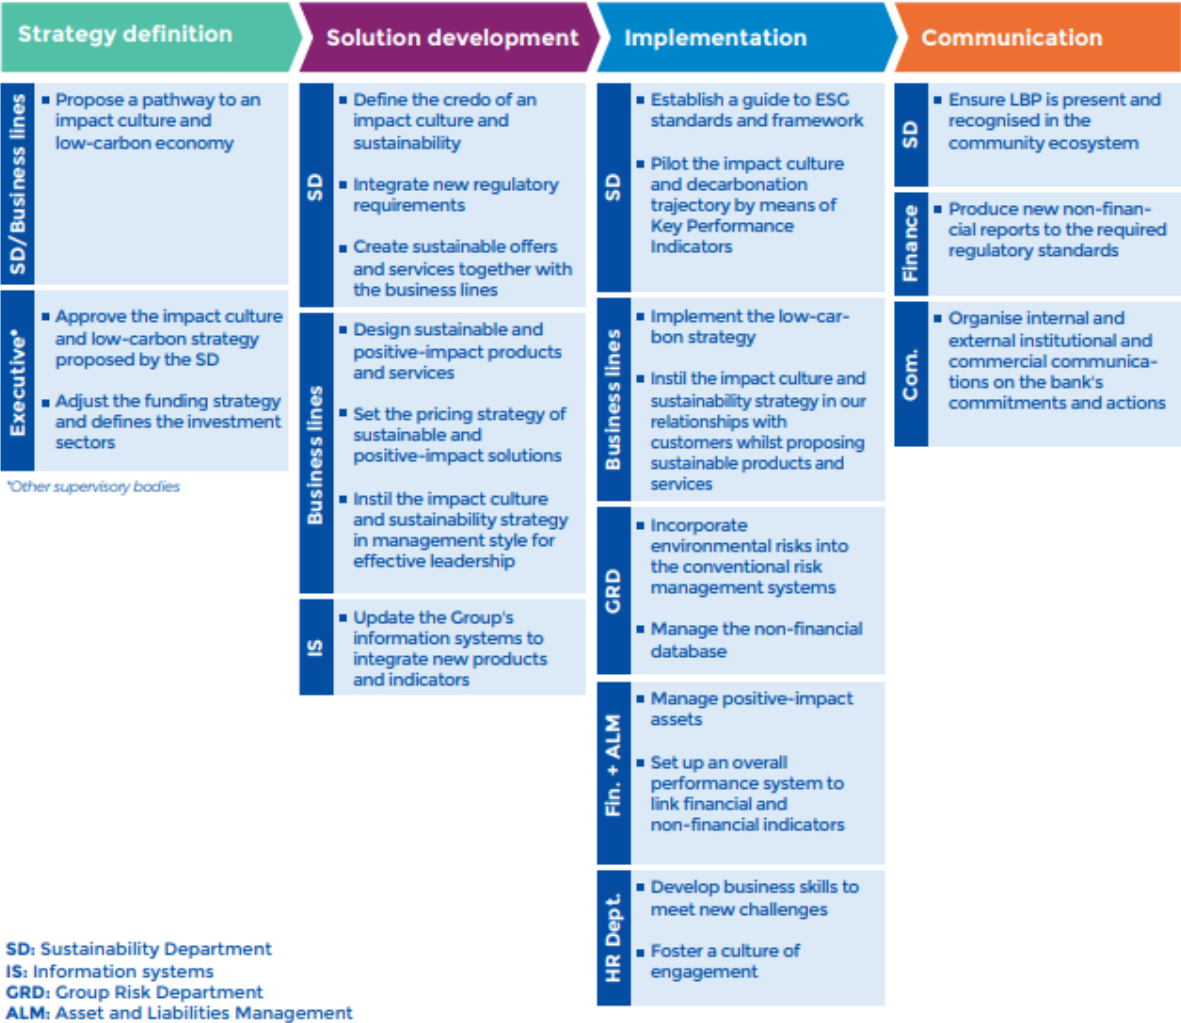 Strategy definition
SD/Business lines
Propose a pathway to an
impact culture and
low-carbon economy
Executive*
Approve the impact culture
and low-carbon strategy
proposed by the SD
Adjust the funding strategy
and defines the investment
sectors
*Other supervisory bodies
Solution development
SD
Define the credo of an
impact culture and
sustainability
Integrate new regulatory
requirements
Create sustainable offers
and services together with
the business lines
Business lines
Design sustainable and
positive-impact products
and services
Set the pricing strategy of
sustainable and
positive-impact solutions
Instil the impact culture
and sustainability strategy
in management style for
effective leadership
IS
Update the Group's
information systems to
integrate new products
and indicators
Implementation
SD
Establish a guide to ESG
standards and framework
Pilot the impact culture
and decarbonation
trajectory by means of
Key Performance
Indicators
Business lines
Implement the low-car-
bon strategy
Instil the impact culture and
sustainability strategy in our
relationships with
customers whilst proposing
sustainable products and
services
GRD
Incorporate
environmental risks into
the conventional risk
management systems
Manage the non-financial
database
Fin. + ALM
Manage positive-impact
assets
Set up an overall
performance system to
link financial and
non-financial indicators
HR Dept.
Develop business skills to
meet new challenges
Foster a culture of
engagement
Communication
SD
Ensure LBP is present and
recognised in the
community ecosystem
Finance
Produce new non-finan-
cial reports to the required
regulatory standards
Com.
Organise internal and
external institutional and
commercial communica-
tions on the bank's
commitments and actions
SD: Sustainability Department
IS: Information systems
GRD: Group Risk Department
ALM: Asset and Liabilities Management